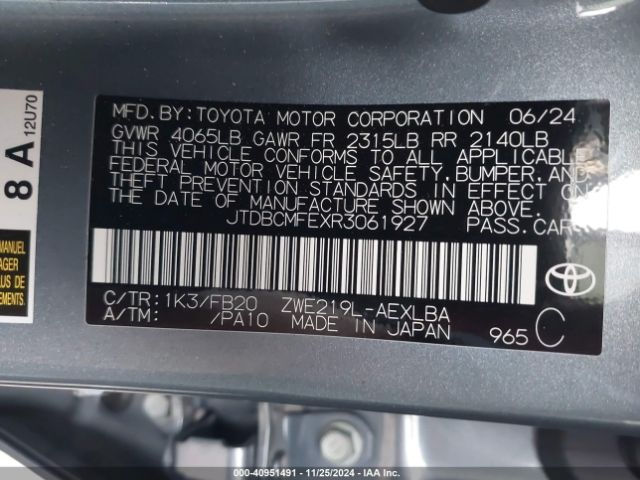 MFD.BY:TOYOTA MOTOR CORPORATION 06/24
GVWR 4065LB GAWR FR 2315LB RR 2140LB
THIS VEHICLE CONFORMS TO ALL APPLICABLE
FEDERAL MOTOR VEHICLE SAFETY,BUMPER,AND
THEFT PREVENTION STANDARDS IN EFFECT ON
THE DATE OF MANUFACTURE SHOWN ABOVE.
JTDBCMFEXR3061927 PASS.CAR
C/TR:1K3/FB20 ZWE219L-AEXLBA
A/TM: /PA10 MADE IN JAPAN 965 C
8 A 12U70
MANUEL
AGER
LUS DE
000-40951491 - 11/25/2024 - IAA Corp.